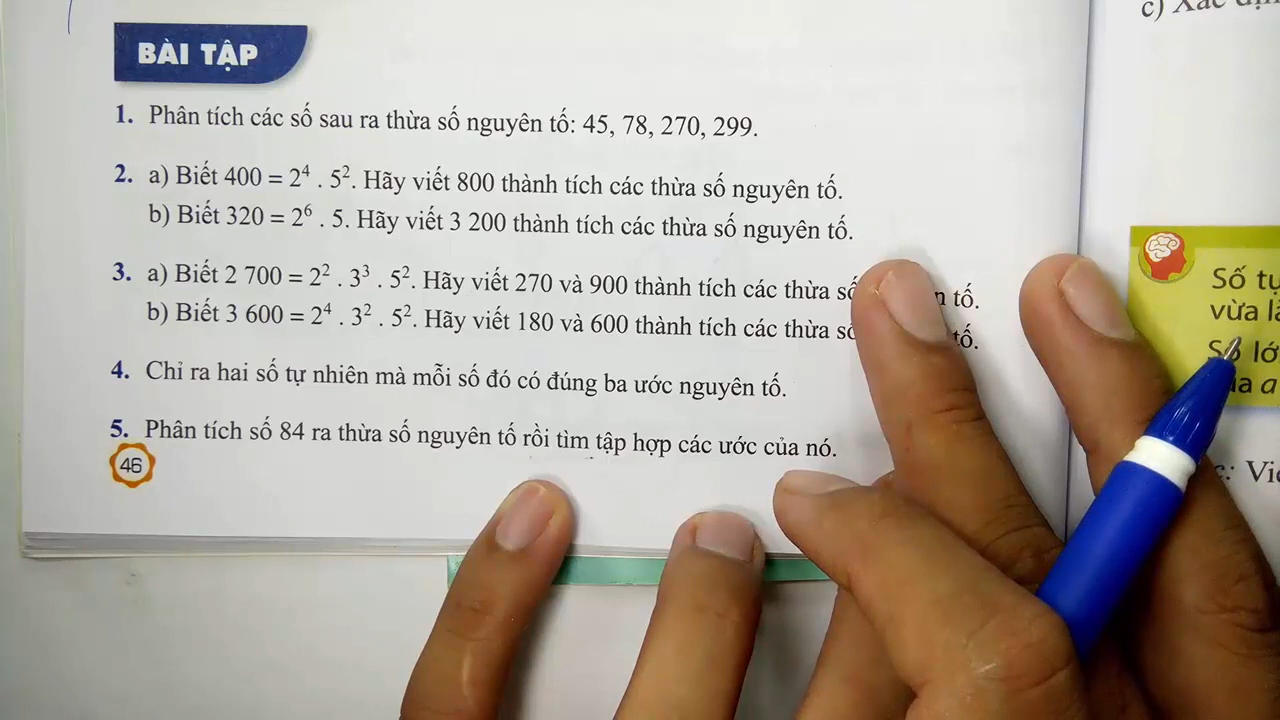 c)
BÀI TẬP
1. Phân tích các số sau ra thừa số nguyên tố: 45, 78, 270, 299.
2. a) Biết 400 = 2⁴ . 5². Hãy viết 800 thành tích các thừa số nguyên tố.
b) Biết 320 = 2⁶ . 5. Hãy viết 3 200 thành tích các thừa số nguyên tố.
3. a) Biết 2 700 = 2² . 3³ . 5². Hãy viết 270 và 900 thành tích các thừa số tố.
b) Biết 3 600 = 2⁴ . 3² . 5². Hãy viết 180 và 600 thành tích các thừa số tố.
4. Chỉ ra hai số tự nhiên mà mỗi số đó có đúng ba ước nguyên tố.
5. Phân tích số 84 ra thừa số nguyên tố rồi tìm tập hợp các ước của nó.
46
Số
vừa
Số
a